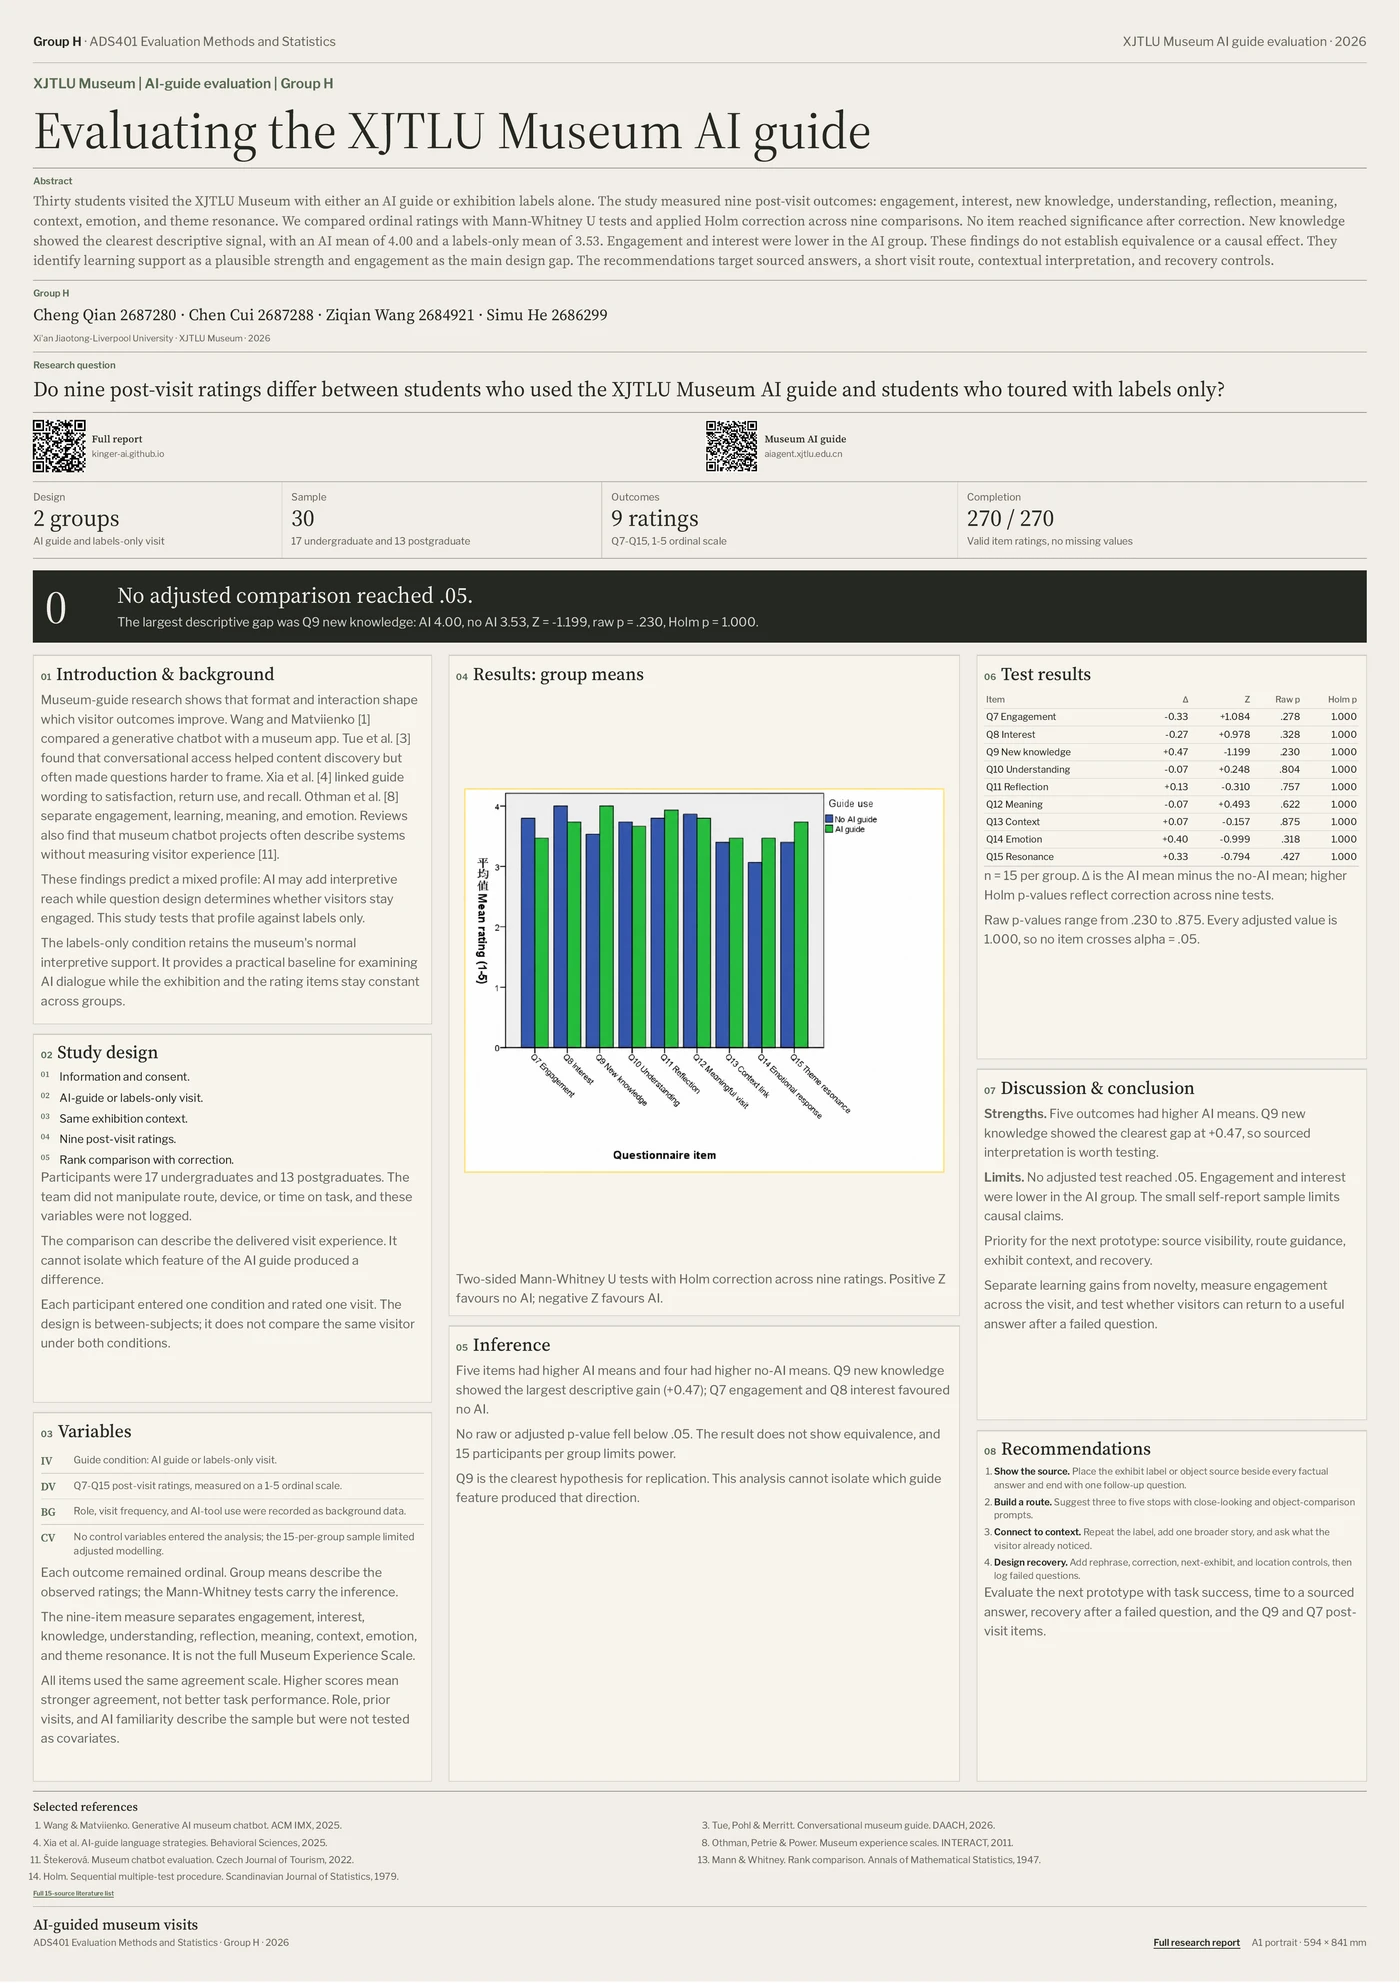 Group H · ADS401 Evaluation Methods and Statistics
XJTLU Museum AI guide evaluation · 2026
XJTLU Museum | AI-guide evaluation | Group H
Evaluating the XJTLU Museum AI guide
Abstract
Thirty students visited the XJTLU Museum with either an AI guide or exhibition labels alone. The study measured nine post-visit outcomes: engagement, interest, new knowledge, understanding, reflection, meaning,
context, emotion, and theme resonance. We compared ordinal ratings with Mann-Whitney U tests and applied Holm correction across nine comparisons. No item reached significance after correction. New knowledge
showed the clearest descriptive signal, with an AI mean of 4.00 and a labels-only mean of 3.53. Engagement and interest were lower in the AI group. These findings do not establish equivalence or a causal effect. They
identify learning support as a plausible strength and engagement as the main design gap. The recommendations target sourced answers, a short visit route, contextual interpretation, and recovery controls.
Group H
Cheng Qian 2687280 · Chen Cui 2687288 · Ziqian Wang 2684921 · Simu He 2686299
Xi'an Jiaotong-Liverpool University · XJTLU Museum · 2026
Research question
Do nine post-visit ratings differ between students who used the XJTLU Museum AI guide and students who toured with labels only?
Full report
kinger-ai.github.io
Museum AI guide
aiagent.xjtlu.edu.cn
Design
2 groups
AI guide and labels-only visit
Sample
30
17 undergraduate and 13 postgraduate
Outcomes
9 ratings
Q7-Q15, 1-5 ordinal scale
Completion
270 / 270
Valid item ratings, no missing values
0
No adjusted comparison reached .05.
The largest descriptive gap was Q9 new knowledge: AI 4.00, no AI 3.53, Z = -1.199, raw p = .230, Holm p = 1.000.
01 Introduction & background
Museum-guide research shows that format and interaction shape
which visitor outcomes improve. Wang and Matviienko [1]
compared a generative chatbot with a museum app. Tue et al. [3]
found that conversational access helped content discovery but
often made questions harder to frame. Xia et al. [4] linked guide
wording to satisfaction, return use, and recall. Othman et al. [8]
separate engagement, learning, meaning, and emotion. Reviews
also find that museum chatbot projects often describe systems
without measuring visitor experience [11].
These findings predict a mixed profile: AI may add interpretive
reach while question design determines whether visitors stay
engaged. This study tests that profile against labels only.
The labels-only condition retains the museum's normal
interpretive support. It provides a practical baseline for examining
AI dialogue while the exhibition and the rating items stay constant
across groups.
02 Study design
01 Information and consent.
02 AI-guide or labels-only visit.
03 Same exhibition context.
04 Nine post-visit ratings.
05 Rank comparison with correction.
Participants were 17 undergraduates and 13 postgraduates. The
team did not manipulate route, device, or time on task, and these
variables were not logged.
The comparison can describe the delivered visit experience. It
cannot isolate which feature of the AI guide produced a
difference.
Each participant entered one condition and rated one visit. The
design is between-subjects; it does not compare the same visitor
under both conditions.
03 Variables
IV Guide condition: AI guide or labels-only visit.
DV Q7-Q15 post-visit ratings, measured on a 1-5 ordinal scale.
BG Role, visit frequency, and AI-tool use were recorded as background data.
CV No control variables entered the analysis; the 15-per-group sample limited
adjusted modelling.
Each outcome remained ordinal. Group means describe the
observed ratings; the Mann-Whitney tests carry the inference.
The nine-item measure separates engagement, interest,
knowledge, understanding, reflection, meaning, context, emotion,
and theme resonance. It is not the full Museum Experience Scale.
All items used the same agreement scale. Higher scores mean
stronger agreement, not better task performance. Role, prior
visits, and AI familiarity describe the sample but were not tested
as covariates.
04 Results: group means
平均值 Mean rating (1-5)
4
3
2
1
0
Guide use
No AI guide
AI guide
Q7 Engagement
Q8 Interest
Q9 New knowledge
Q10 Understanding
Q11 Reflection
Q12 Meaningful visit
Q13 Context link
Q14 Emotional response
Q15 Theme resonance
Questionnaire item
Two-sided Mann-Whitney U tests with Holm correction across nine ratings. Positive Z
favours no AI; negative Z favours AI.
05 Inference
Five items had higher AI means and four had higher no-AI means. Q9 new knowledge
showed the largest descriptive gain (+0.47); Q7 engagement and Q8 interest favoured
no AI.
No raw or adjusted p-value fell below .05. The result does not show equivalence, and
15 participants per group limits power.
Q9 is the clearest hypothesis for replication. This analysis cannot isolate which guide
feature produced that direction.
06 Test results
Item Δ Z Raw p Holm p
Q7 Engagement -0.33 +1.084 .278 1.000
Q8 Interest -0.27 +0.978 .328 1.000
Q9 New knowledge +0.47 -1.199 .230 1.000
Q10 Understanding -0.07 +0.248 .804 1.000
Q11 Reflection +0.13 -0.310 .757 1.000
Q12 Meaning -0.07 +0.493 .622 1.000
Q13 Context +0.07 -0.157 .875 1.000
Q14 Emotion +0.40 -0.999 .318 1.000
Q15 Resonance +0.33 -0.794 .427 1.000
n = 15 per group. Δ is the AI mean minus the no-AI mean; higher
Holm p-values reflect correction across nine tests.
Raw p-values range from .230 to .875. Every adjusted value is
1.000, so no item crosses alpha = .05.
07 Discussion & conclusion
Strengths. Five outcomes had higher AI means. Q9 new
knowledge showed the clearest gap at +0.47, so sourced
interpretation is worth testing.
Limits. No adjusted test reached .05. Engagement and interest
were lower in the AI group. The small self-report sample limits
causal claims.
Priority for the next prototype: source visibility, route guidance,
exhibit context, and recovery.
Separate learning gains from novelty, measure engagement
across the visit, and test whether visitors can return to a useful
answer after a failed question.
08 Recommendations
1. Show the source. Place the exhibit label or object source beside every factual
answer and end with one follow-up question.
2. Build a route. Suggest three to five stops with close-looking and object-comparison
prompts.
3. Connect to context. Repeat the label, add one broader story, and ask what the
visitor already noticed.
4. Design recovery. Add rephrase, correction, next-exhibit, and location controls, then
log failed questions.
Evaluate the next prototype with task success, time to a sourced
answer, recovery after a failed question, and the Q9 and Q7 post-
visit items.
Selected references
1. Wang & Matviienko. Generative AI museum chatbot. ACM IMX, 2025.
3. Tue, Pohl & Merritt. Conversational museum guide. DAACH, 2026.
4. Xia et al. AI-guide language strategies. Behavioral Sciences, 2025.
8. Othman, Petrie & Power. Museum experience scales. INTERACT, 2011.
11. Štekerová. Museum chatbot evaluation. Czech Journal of Tourism, 2022.
13. Mann & Whitney. Rank comparison. Annals of Mathematical Statistics, 1947.
14. Holm. Sequential multiple-test procedure. Scandinavian Journal of Statistics, 1979.
Full 15-source literature list
AI-guided museum visits
ADS401 Evaluation Methods and Statistics · Group H · 2026
Full research report A1 portrait · 594 × 841 mm